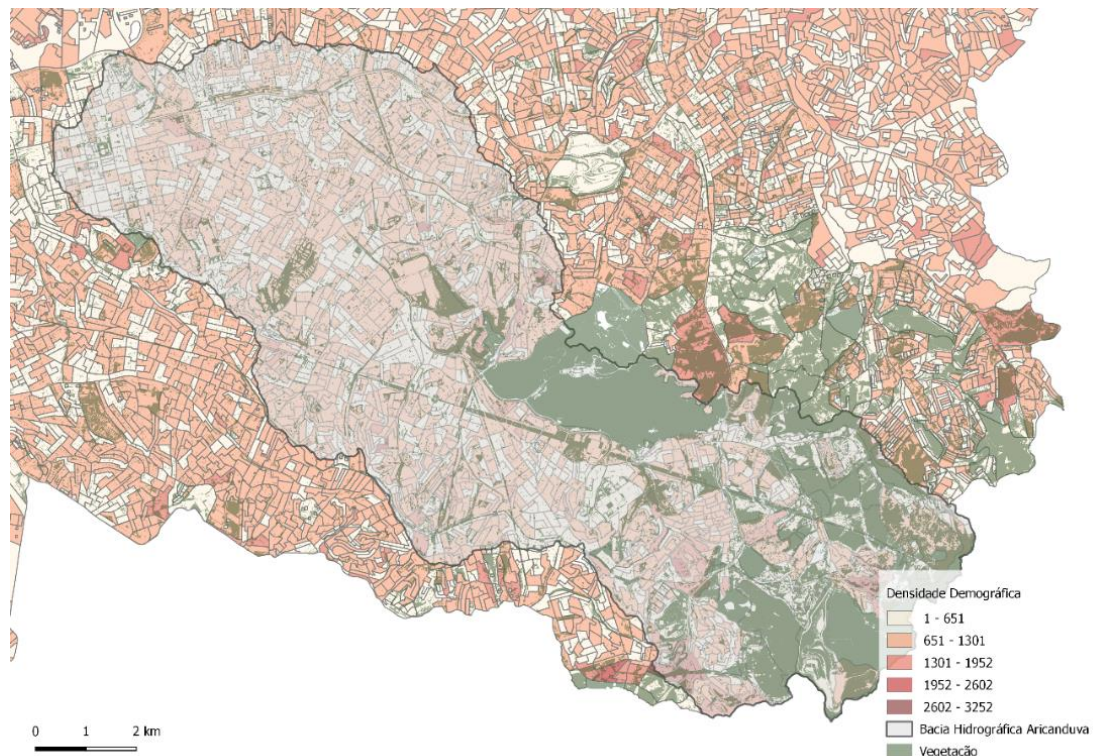 Densidade Demográfica
1 - 651
651 - 1301
1301 - 1952
1952 - 2602
2602 - 3252
Bacia Hidrográfica Aricanduva
Vegetação
0 1 2 km